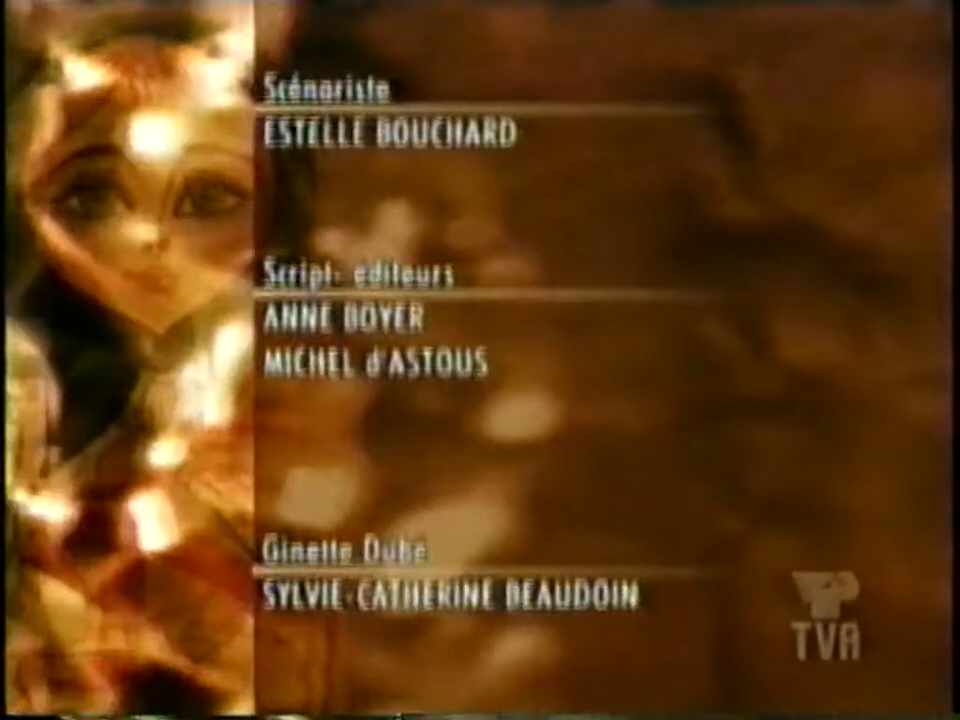 Scénariste
ESTELLE BOUCHARD
Script- éditeurs
ANNE BOYER
MICHEL d'ASTOUS
Ginette Dubé
SYLVIE-CATHERINE BEAUDOIN
TVA